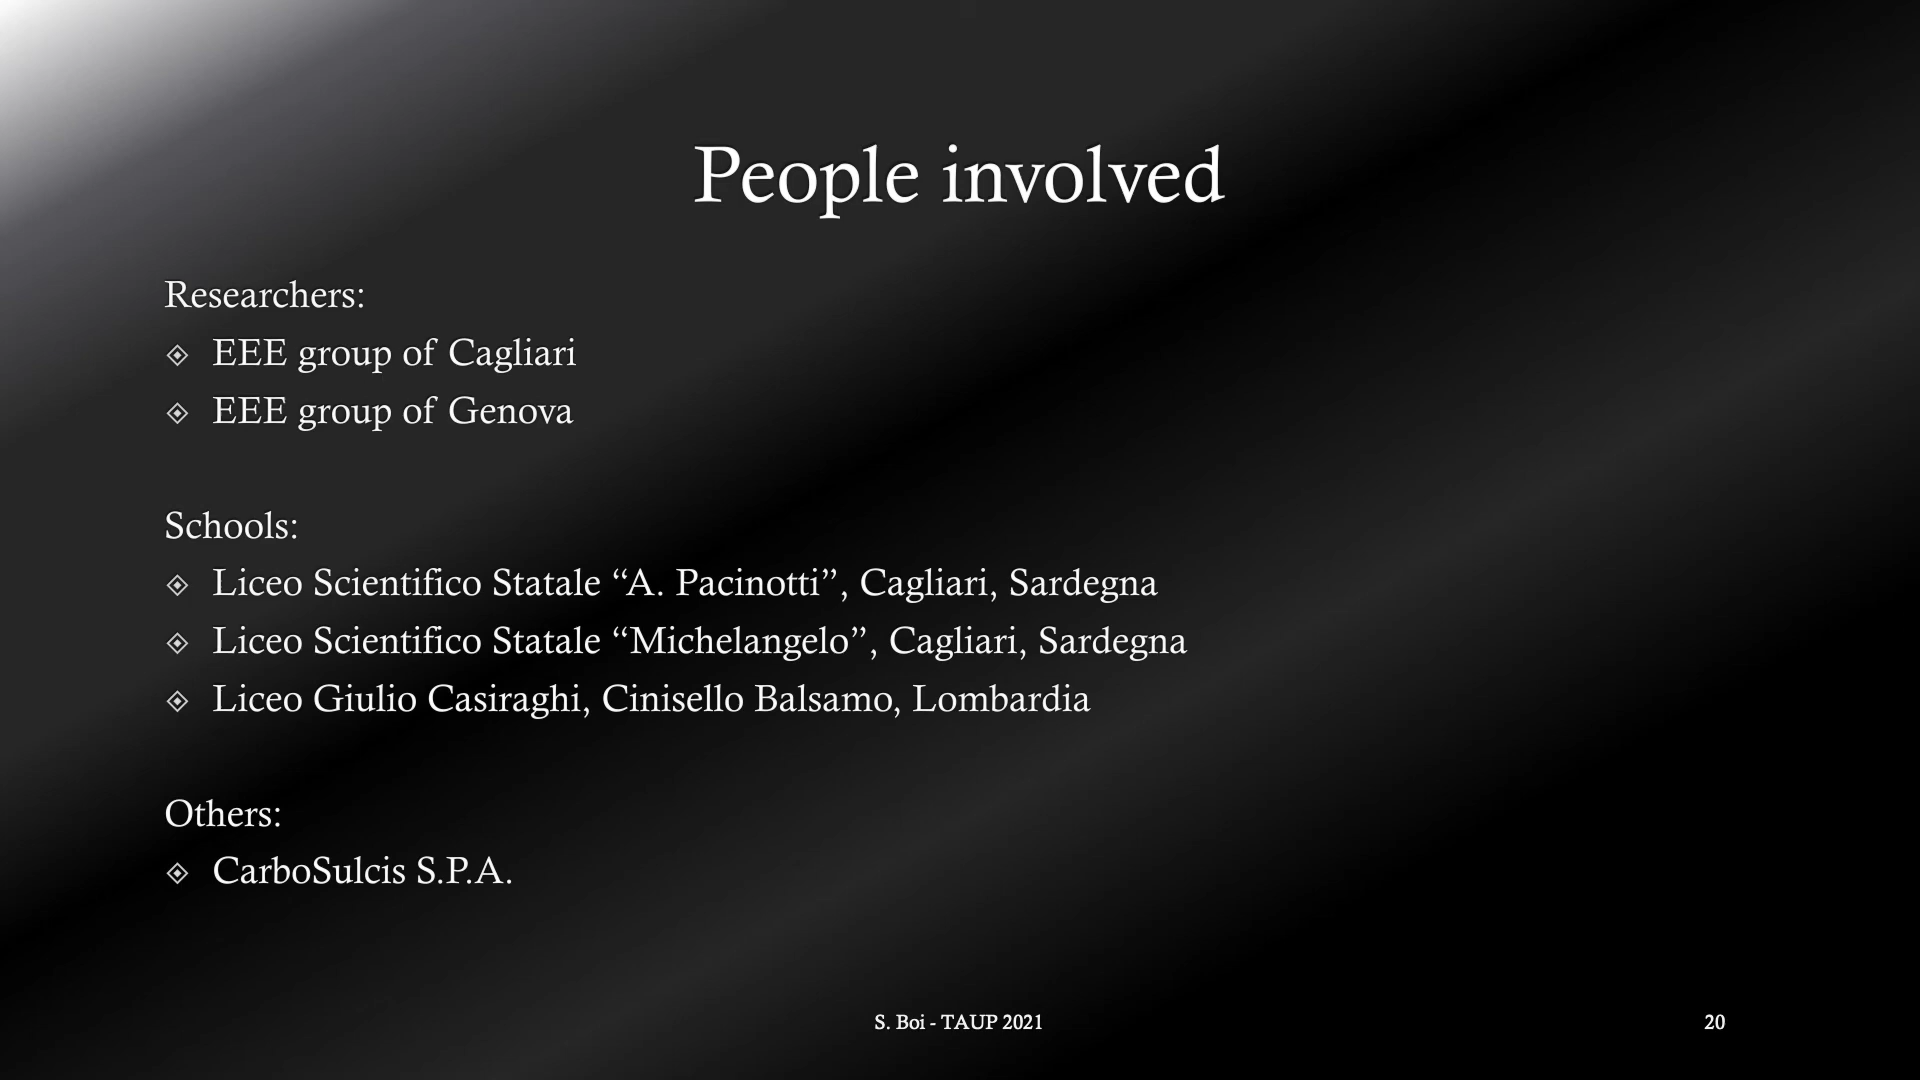 People involved
Researchers:
EEE group of Cagliari
EEE group of Genova
Schools:
Liceo Scientifico Statale “A. Pacinotti”, Cagliari, Sardegna
Liceo Scientifico Statale “Michelangelo”, Cagliari, Sardegna
Liceo Giulio Casiraghi, Cinisello Balsamo, Lombardia
Others:
CarboSulcis S.P.A.
S. Boi - TAUP 2021
20